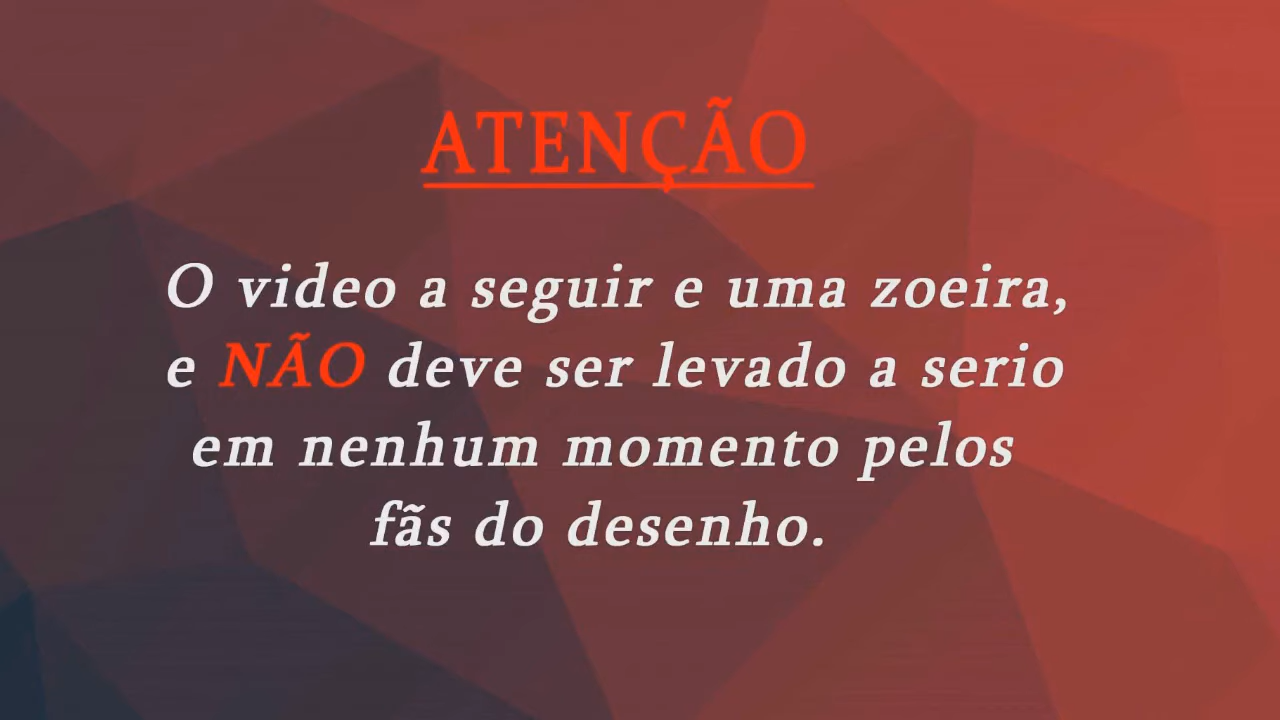 ATENÇÃO
O video a seguir e uma zoeira,
e NÃO deve ser levado a serio
em nenhum momento pelos
fãs do desenho.